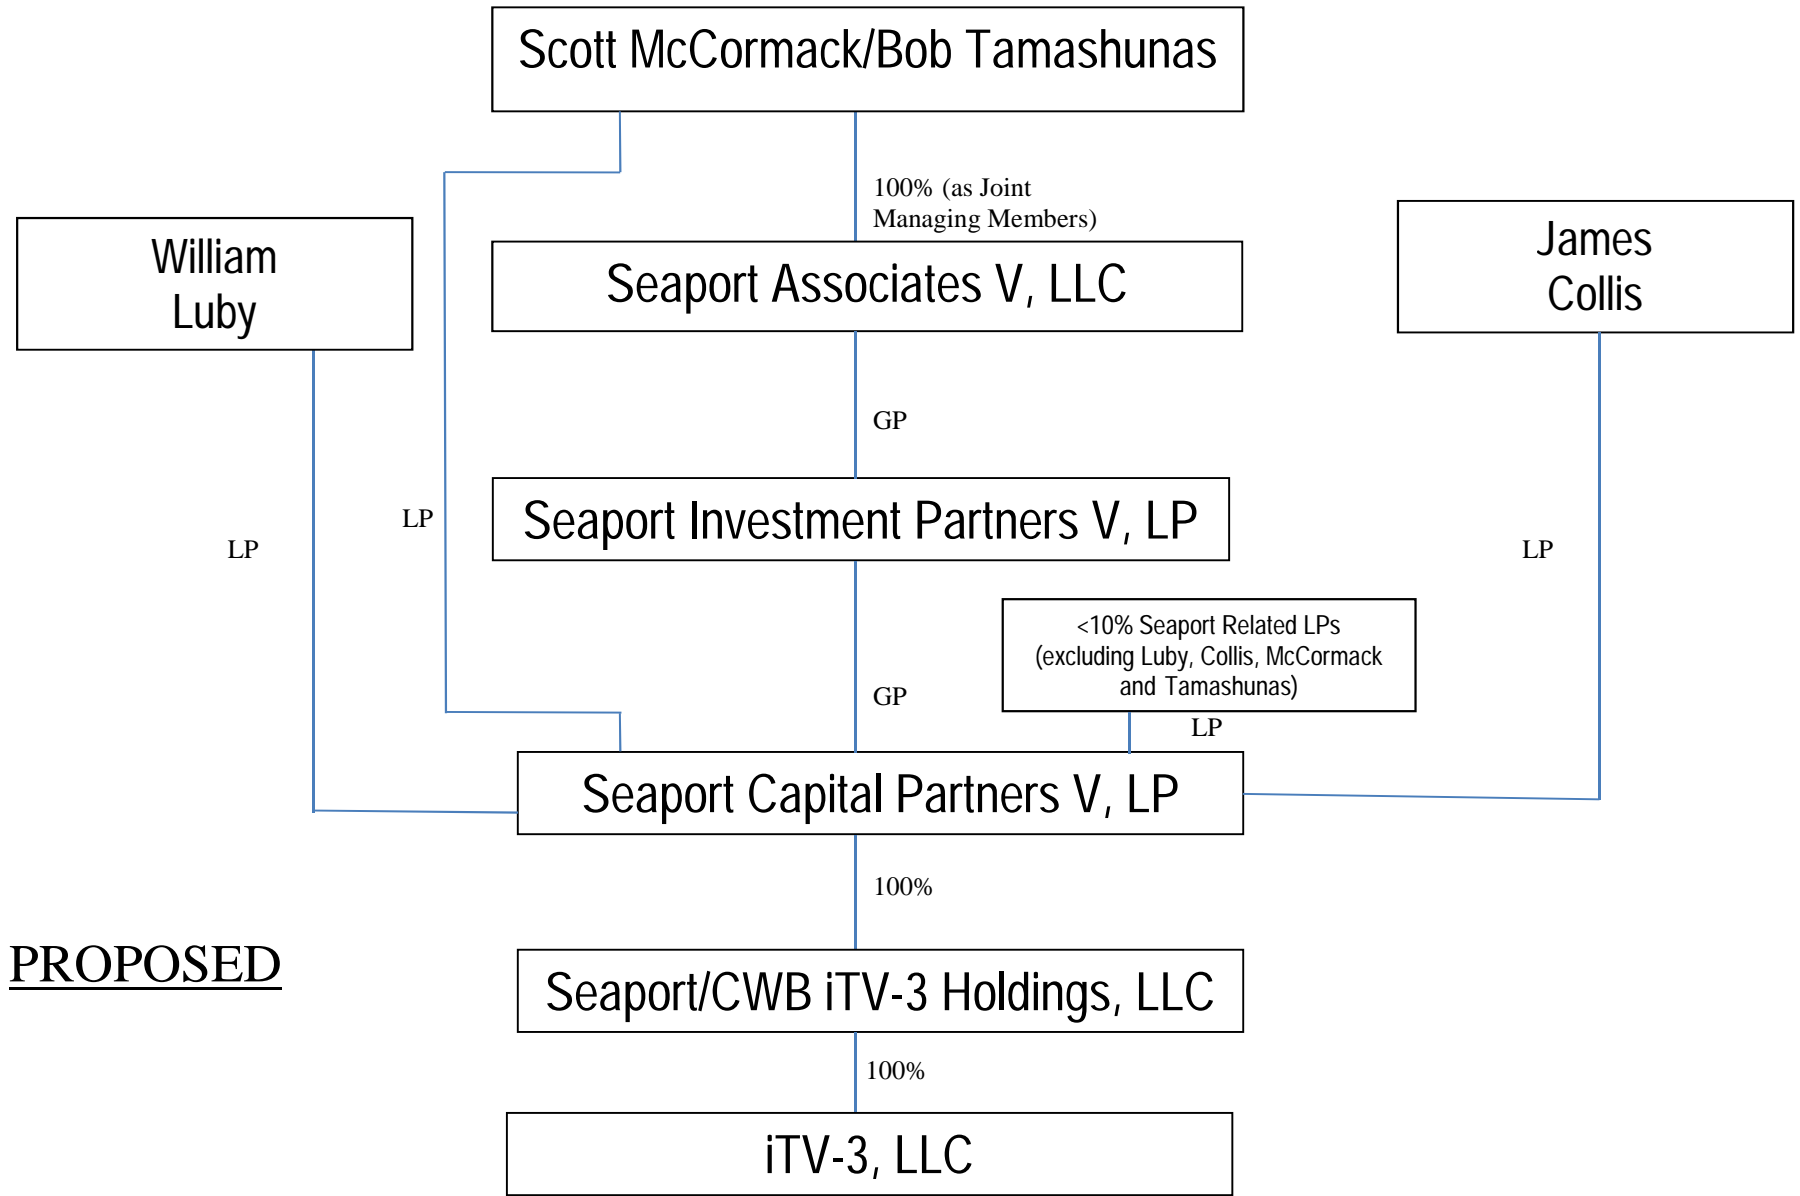 Scott McCormack/Bob Tamashunas
100% (as Joint
Managing Members)
William
Luby
Seaport Associates V, LLC
James
Collis
GP
Seaport Investment Partners V, LP
LP
LP
LP
<10% Seaport Related LPs
(excluding Luby, Collis, McCormack
and Tamashunas)
GP
LP
Seaport Capital Partners V, LP
100%
PROPOSED
Seaport/CWB iTV-3 Holdings, LLC
100%
iTV-3, LLC